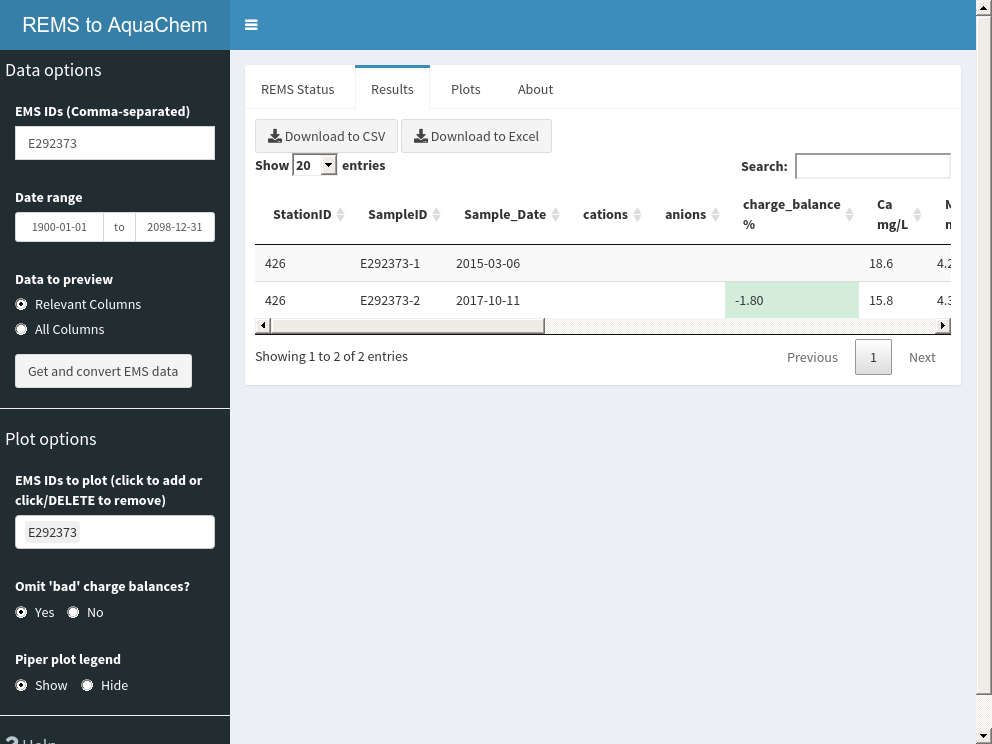 REMS to AquaChem
Data options
EMS IDs (Comma-separated)
E292373
Date range
1900-01-01 to 2098-12-31
Data to preview
Relevant Columns
All Columns
Get and convert EMS data
Plot options
EMS IDs to plot (click to add or
click/DELETE to remove)
E292373
Omit 'bad' charge balances?
Yes No
Piper plot legend
Show Hide
Help
REMS Status Results Plots About
Download to CSV Download to Excel
Show 20 entries Search:
StationID SampleID Sample_Date cations anions charge_balance % Ca mg/L
426 E292373-1 2015-03-06 18.6 4.2
426 E292373-2 2017-10-11 -1.80 15.8 4.3
Showing 1 to 2 of 2 entries Previous 1 Next